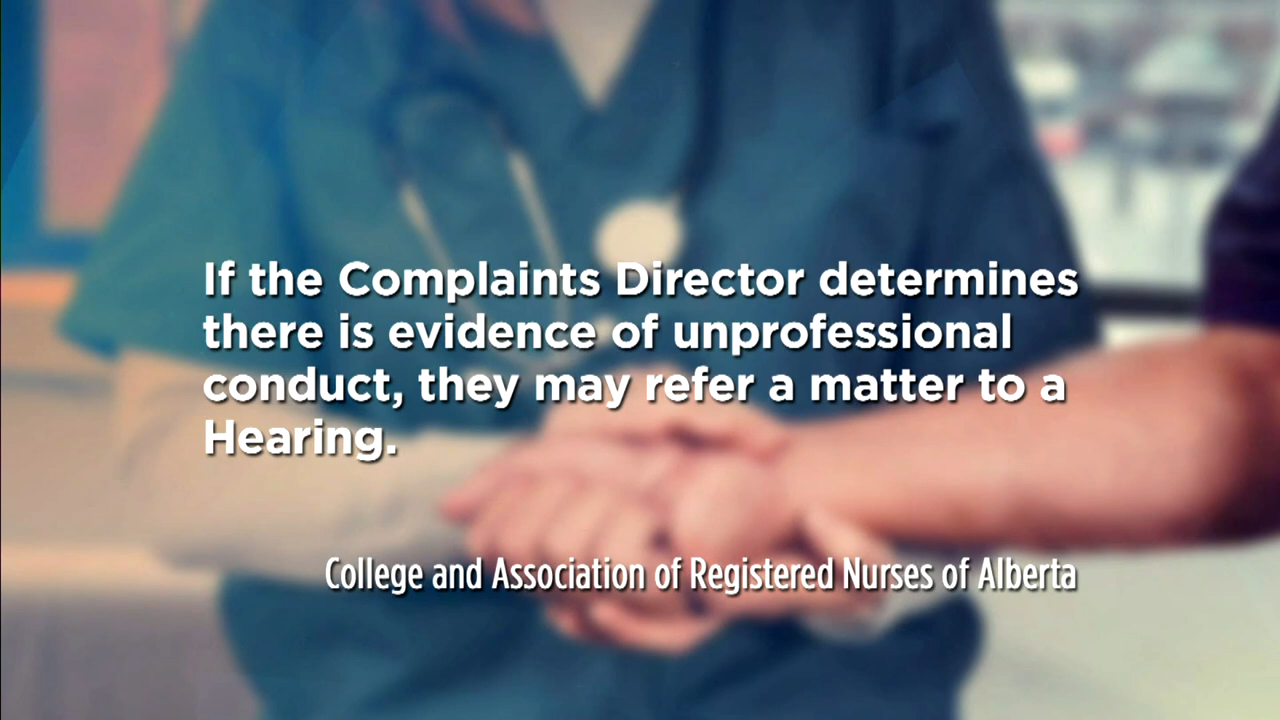 If the Complaints Director determines
there is evidence of unprofessional
conduct, they may refer a matter to a
Hearing.
College and Association of Registered Nurses of Alberta